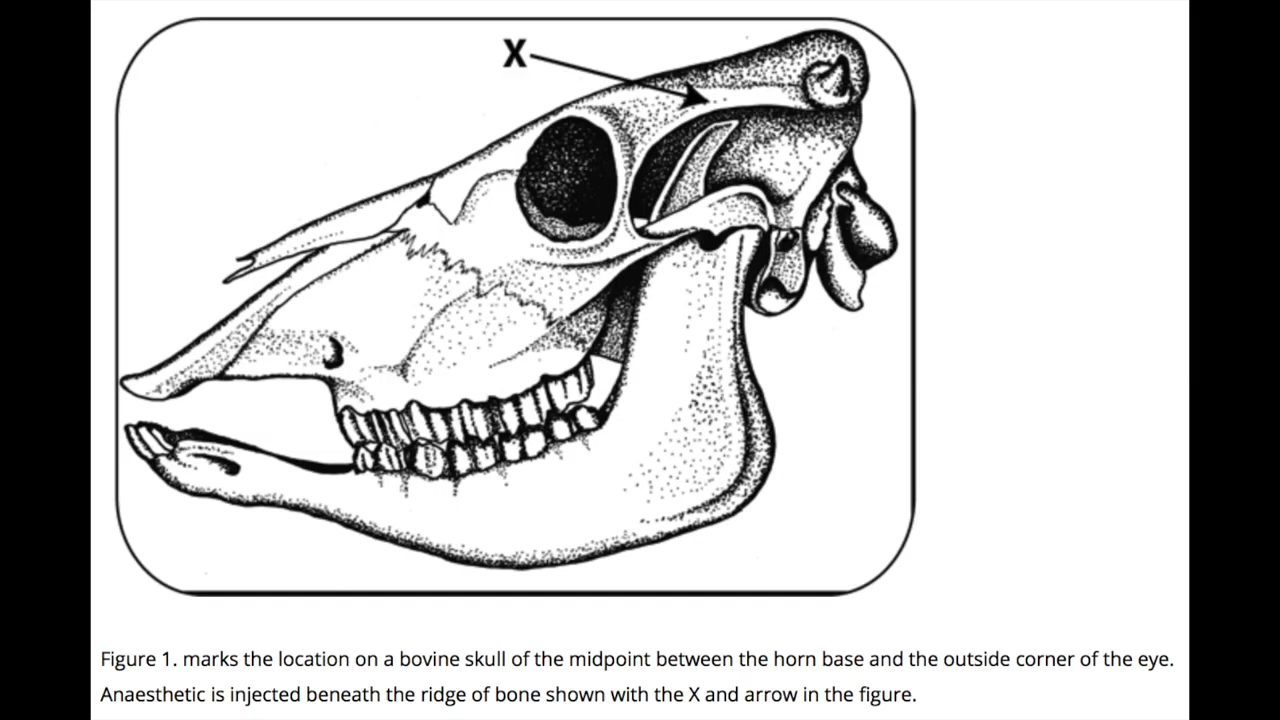 X
Figure 1. marks the location on a bovine skull of the midpoint between the horn base and the outside corner of the eye.
Anaesthetic is injected beneath the ridge of bone shown with the X and arrow in the figure.